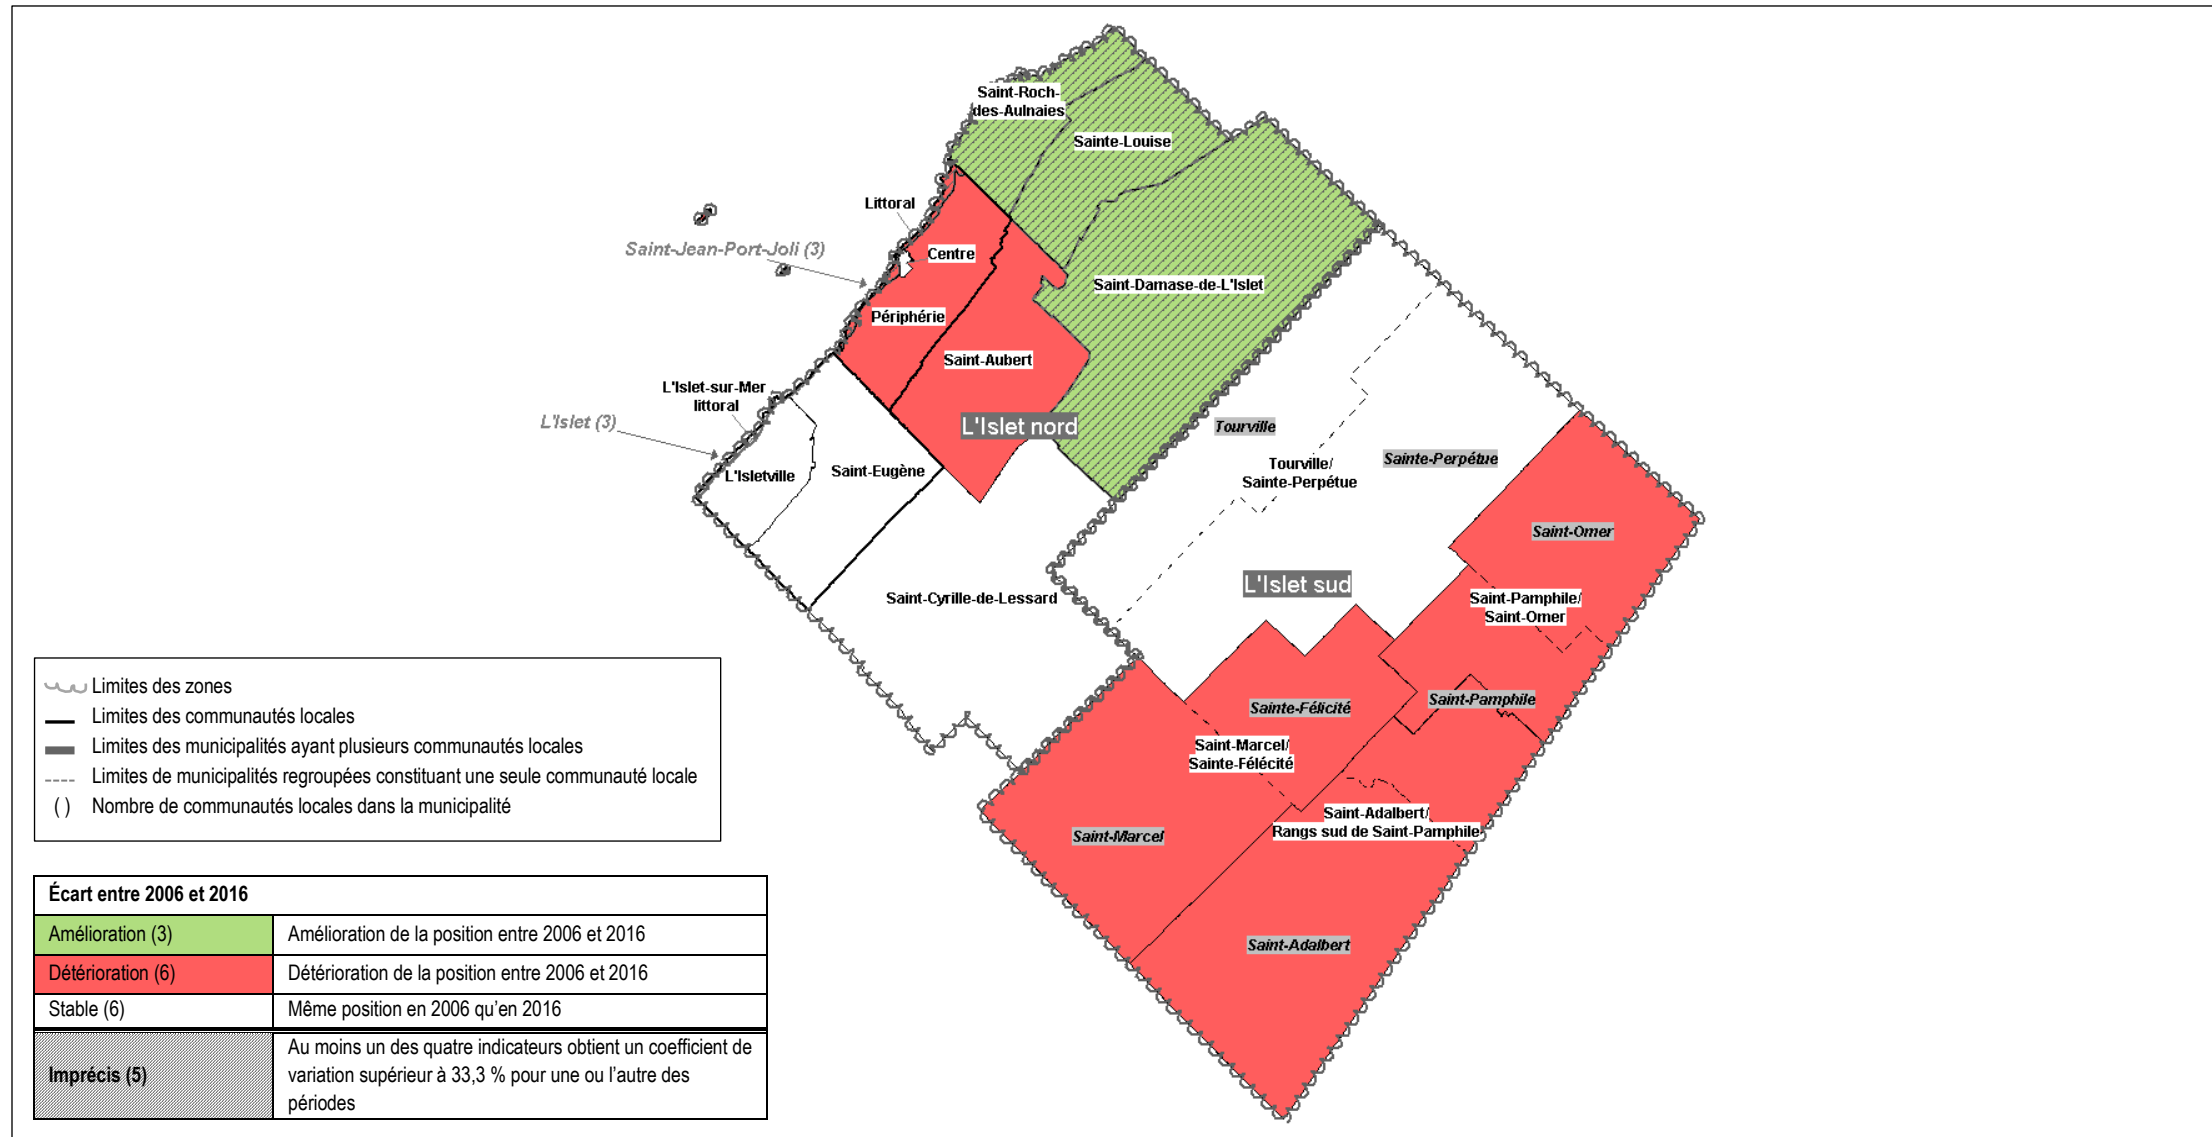 Saint-Roch-
des-Aulnaies
Sainte-Louise
Littoral
Saint-Jean-Port-Joli (3)
Centre
Saint-Damase-de-L'Islet
Périphérie
Saint-Aubert
L'Islet-sur-Mer
littoral
L'Islet (3)
L'Islet nord
Tourville
Saint-Eugène
L'Isletville
Tourville/
Sainte-Perpétue
Sainte-Perpétue
Saint-Omer
L'Islet sud
Saint-Cyrille-de-Lessard
Saint-Pamphile/
Saint-Omer
Saint-Pamphile
Sainte-Félicité
Saint-Marcel/
Sainte-Félécité
Saint-Adalbert/
Rangs sud de Saint-Pamphile
Saint-Marcel
Saint-Adalbert
Limites des zones
Limites des communautés locales
Limites des municipalités ayant plusieurs communautés locales
Limites de municipalités regroupées constituant une seule communauté locale
( ) Nombre de communautés locales dans la municipalité
Écart entre 2006 et 2016
Amélioration (3) Amélioration de la position entre 2006 et 2016
Détérioration (6) Détérioration de la position entre 2006 et 2016
Stable (6) Même position en 2006 qu'en 2016
Imprécis (5) Au moins un des quatre indicateurs obtient un coefficient de
variation supérieur à 33,3 % pour une ou l'autre des
périodes